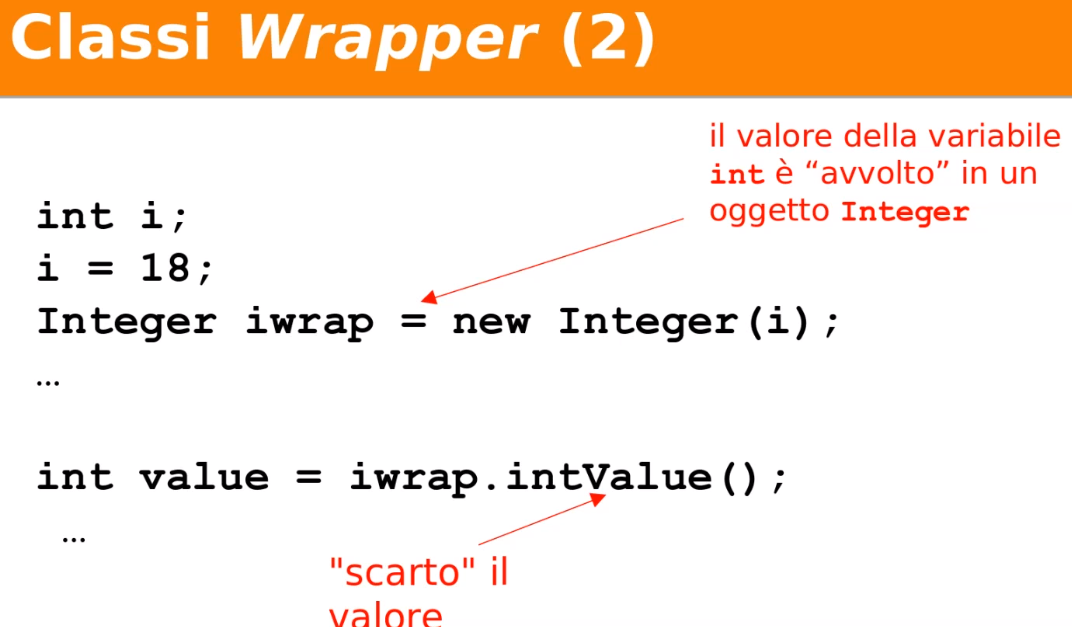 Classi Wrapper (2)
il valore della variabile
int è “avvolto” in un
oggetto Integer
int i;
i = 18;
Integer iwrap = new Integer(i);
…
int value = iwrap.intValue();
…
"scarto" il
valore